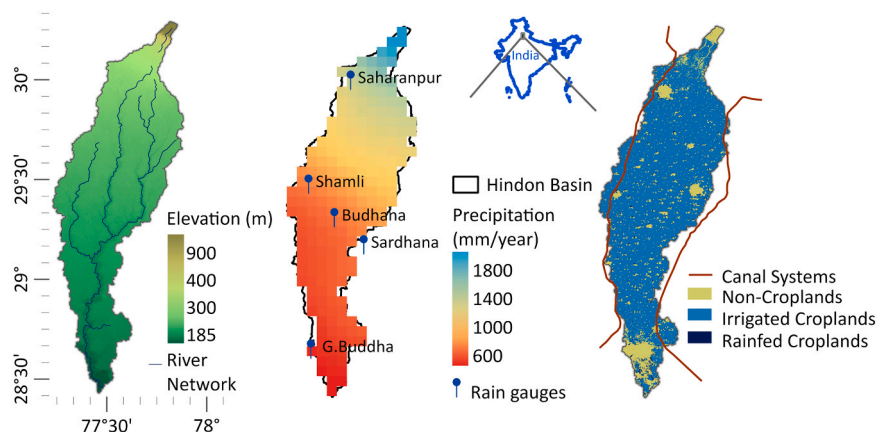 30°
29°30'
29°
28°30'
77°30'
78°
Elevation (m)
900
400
300
185
River
Network
Saharanpur
Shamli
Budhana
Sardhana
G.Buddha
India
Hindon Basin
Precipitation
(mm/year)
1800
1400
1000
600
Rain gauges
Canal Systems
Non-Croplands
Irrigated Croplands
Rainfed Croplands